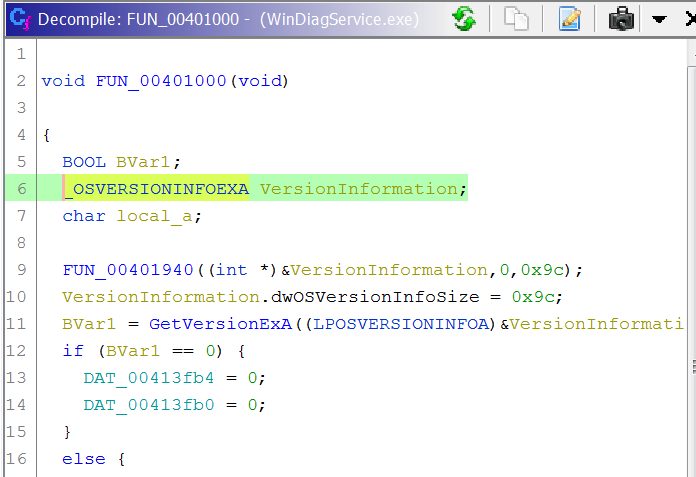 Decompile: FUN_00401000 - (WinDiagService.exe)
1
2 void FUN_00401000(void)
3
4 {
5 BOOL BVar1;
6 _OSVERSIONINFOEXA VersionInformation;
7 char local_a;
8
9 FUN_00401940((int *)&VersionInformation,0,0x9c);
10 VersionInformation.dwOSVersionInfoSize = 0x9c;
11 BVar1 = GetVersionExA((LPOSVERSIONINFOA)&VersionInformati
12 if (BVar1 == 0) {
13 DAT_00413fb4 = 0;
14 DAT_00413fb0 = 0;
15 }
16 else {